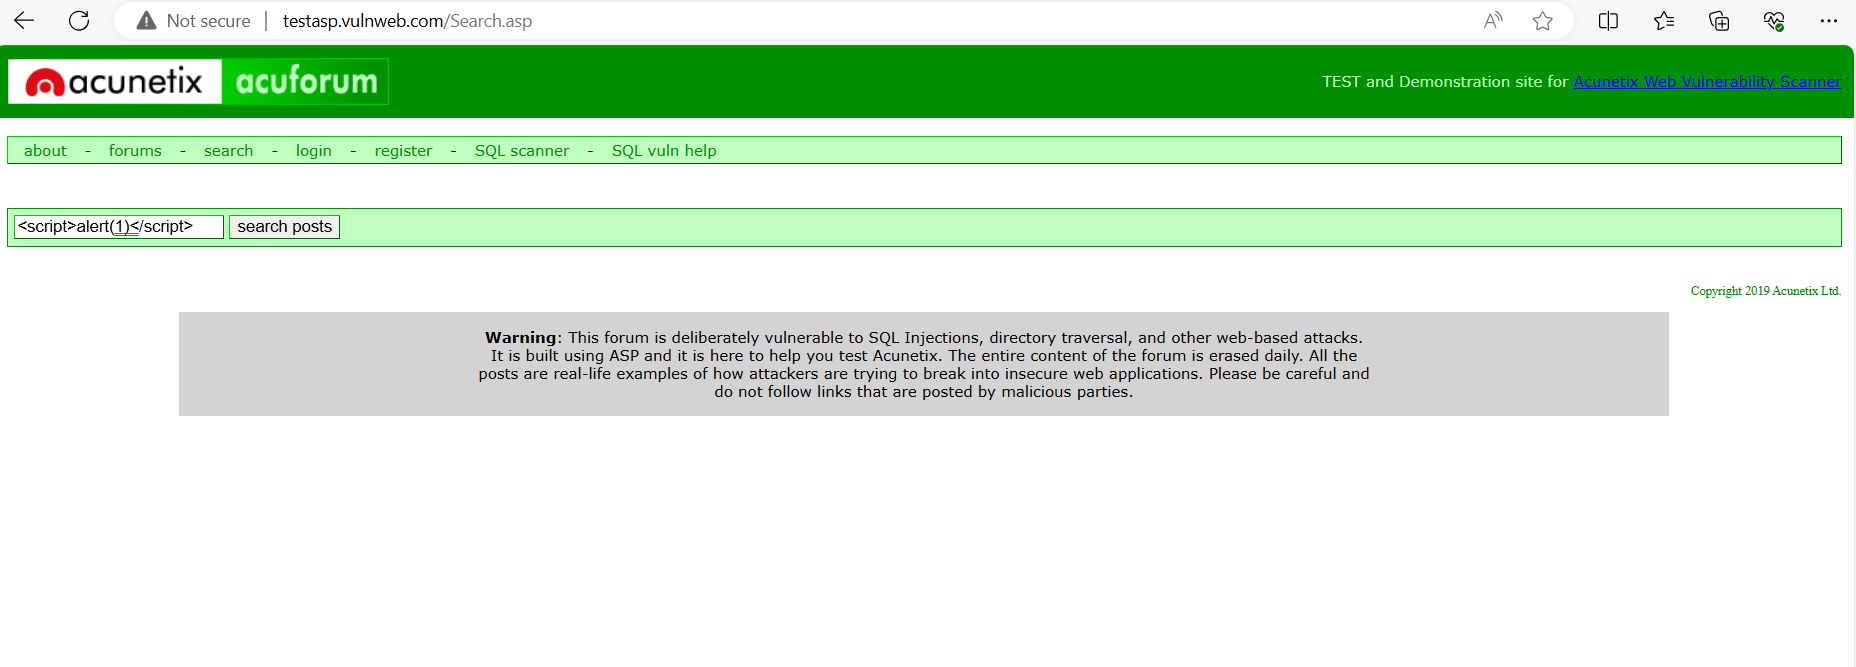 Not secure | testasp.vulnweb.com/Search.asp
acunetix acuforum
TEST and Demonstration site for Acunetix Web Vulnerability Scanner
about - forums - search - login - register - SQL scanner - SQL vuln help
<script>alert(1)</script> search posts
Copyright 2019 Acunetix Ltd.
Warning: This forum is deliberately vulnerable to SQL Injections, directory traversal, and other web-based attacks.
It is built using ASP and it is here to help you test Acunetix. The entire content of the forum is erased daily. All the
posts are real-life examples of how attackers are trying to break into insecure web applications. Please be careful and
do not follow links that are posted by malicious parties.